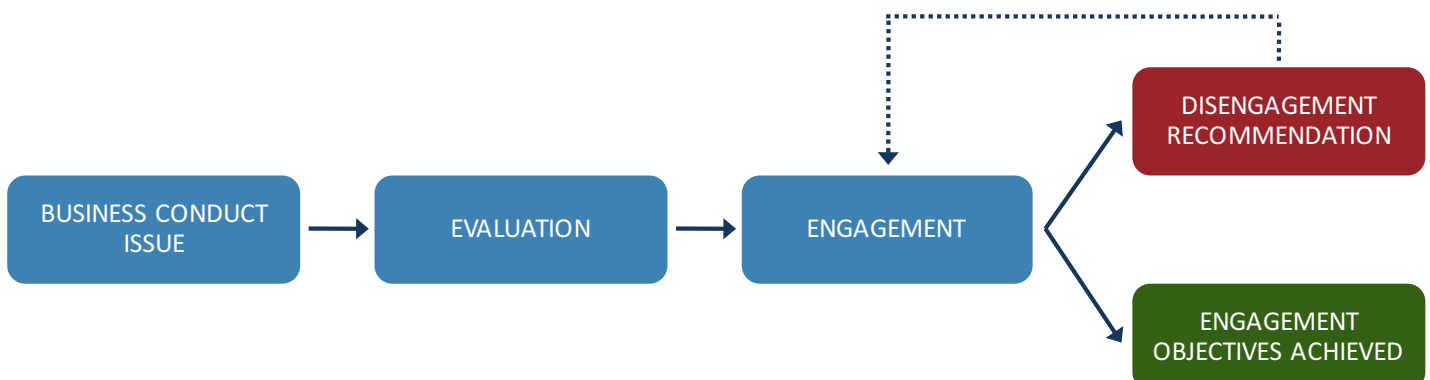 BUSINESS CONDUCT
ISSUE
EVALUATION
ENGAGEMENT
DISENGAGEMENT
RECOMMENDATION
ENGAGEMENT
OBJECTIVES ACHIEVED